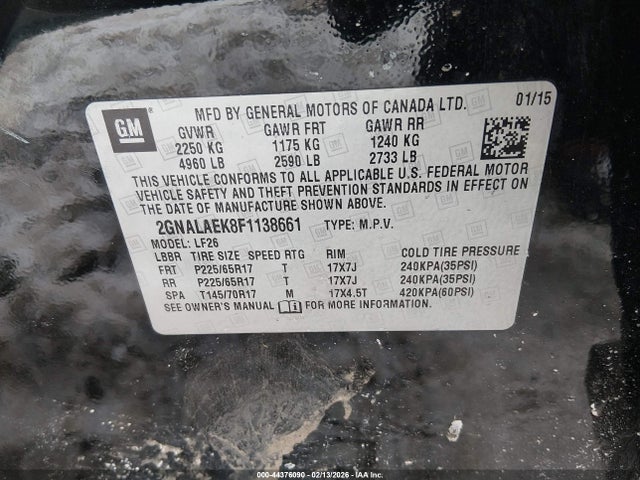 GM
MFD BY GENERAL MOTORS OF CANADA LTD. 01/15
GVWR GAWR FRT GAWR RR
2250 KG 1175 KG 1240 KG
4960 LB 2590 LB 2733 LB
THIS VEHICLE CONFORMS TO ALL APPLICABLE U.S. FEDERAL MOTOR
VEHICLE SAFETY AND THEFT PREVENTION STANDARDS IN EFFECT ON
THE DATE OF MANUFACTURE SHOWN ABOVE.
2GNALAEK8F1138661 TYPE: M.P.V.
MODEL: LF26
LBBR TIRE SIZE SPEED RTG RIM COLD TIRE PRESSURE
FRT P225/65R17 T 17X7J 240KPA(35PSI)
RR P225/65R17 T 17X7J 240KPA(35PSI)
SPA T145/70R17 M 17X4.5T 420KPA(60PSI)
SEE OWNER'S MANUAL FOR MORE INFORMATION
000-44376090 - 02/13/2026 - IAA Inc.